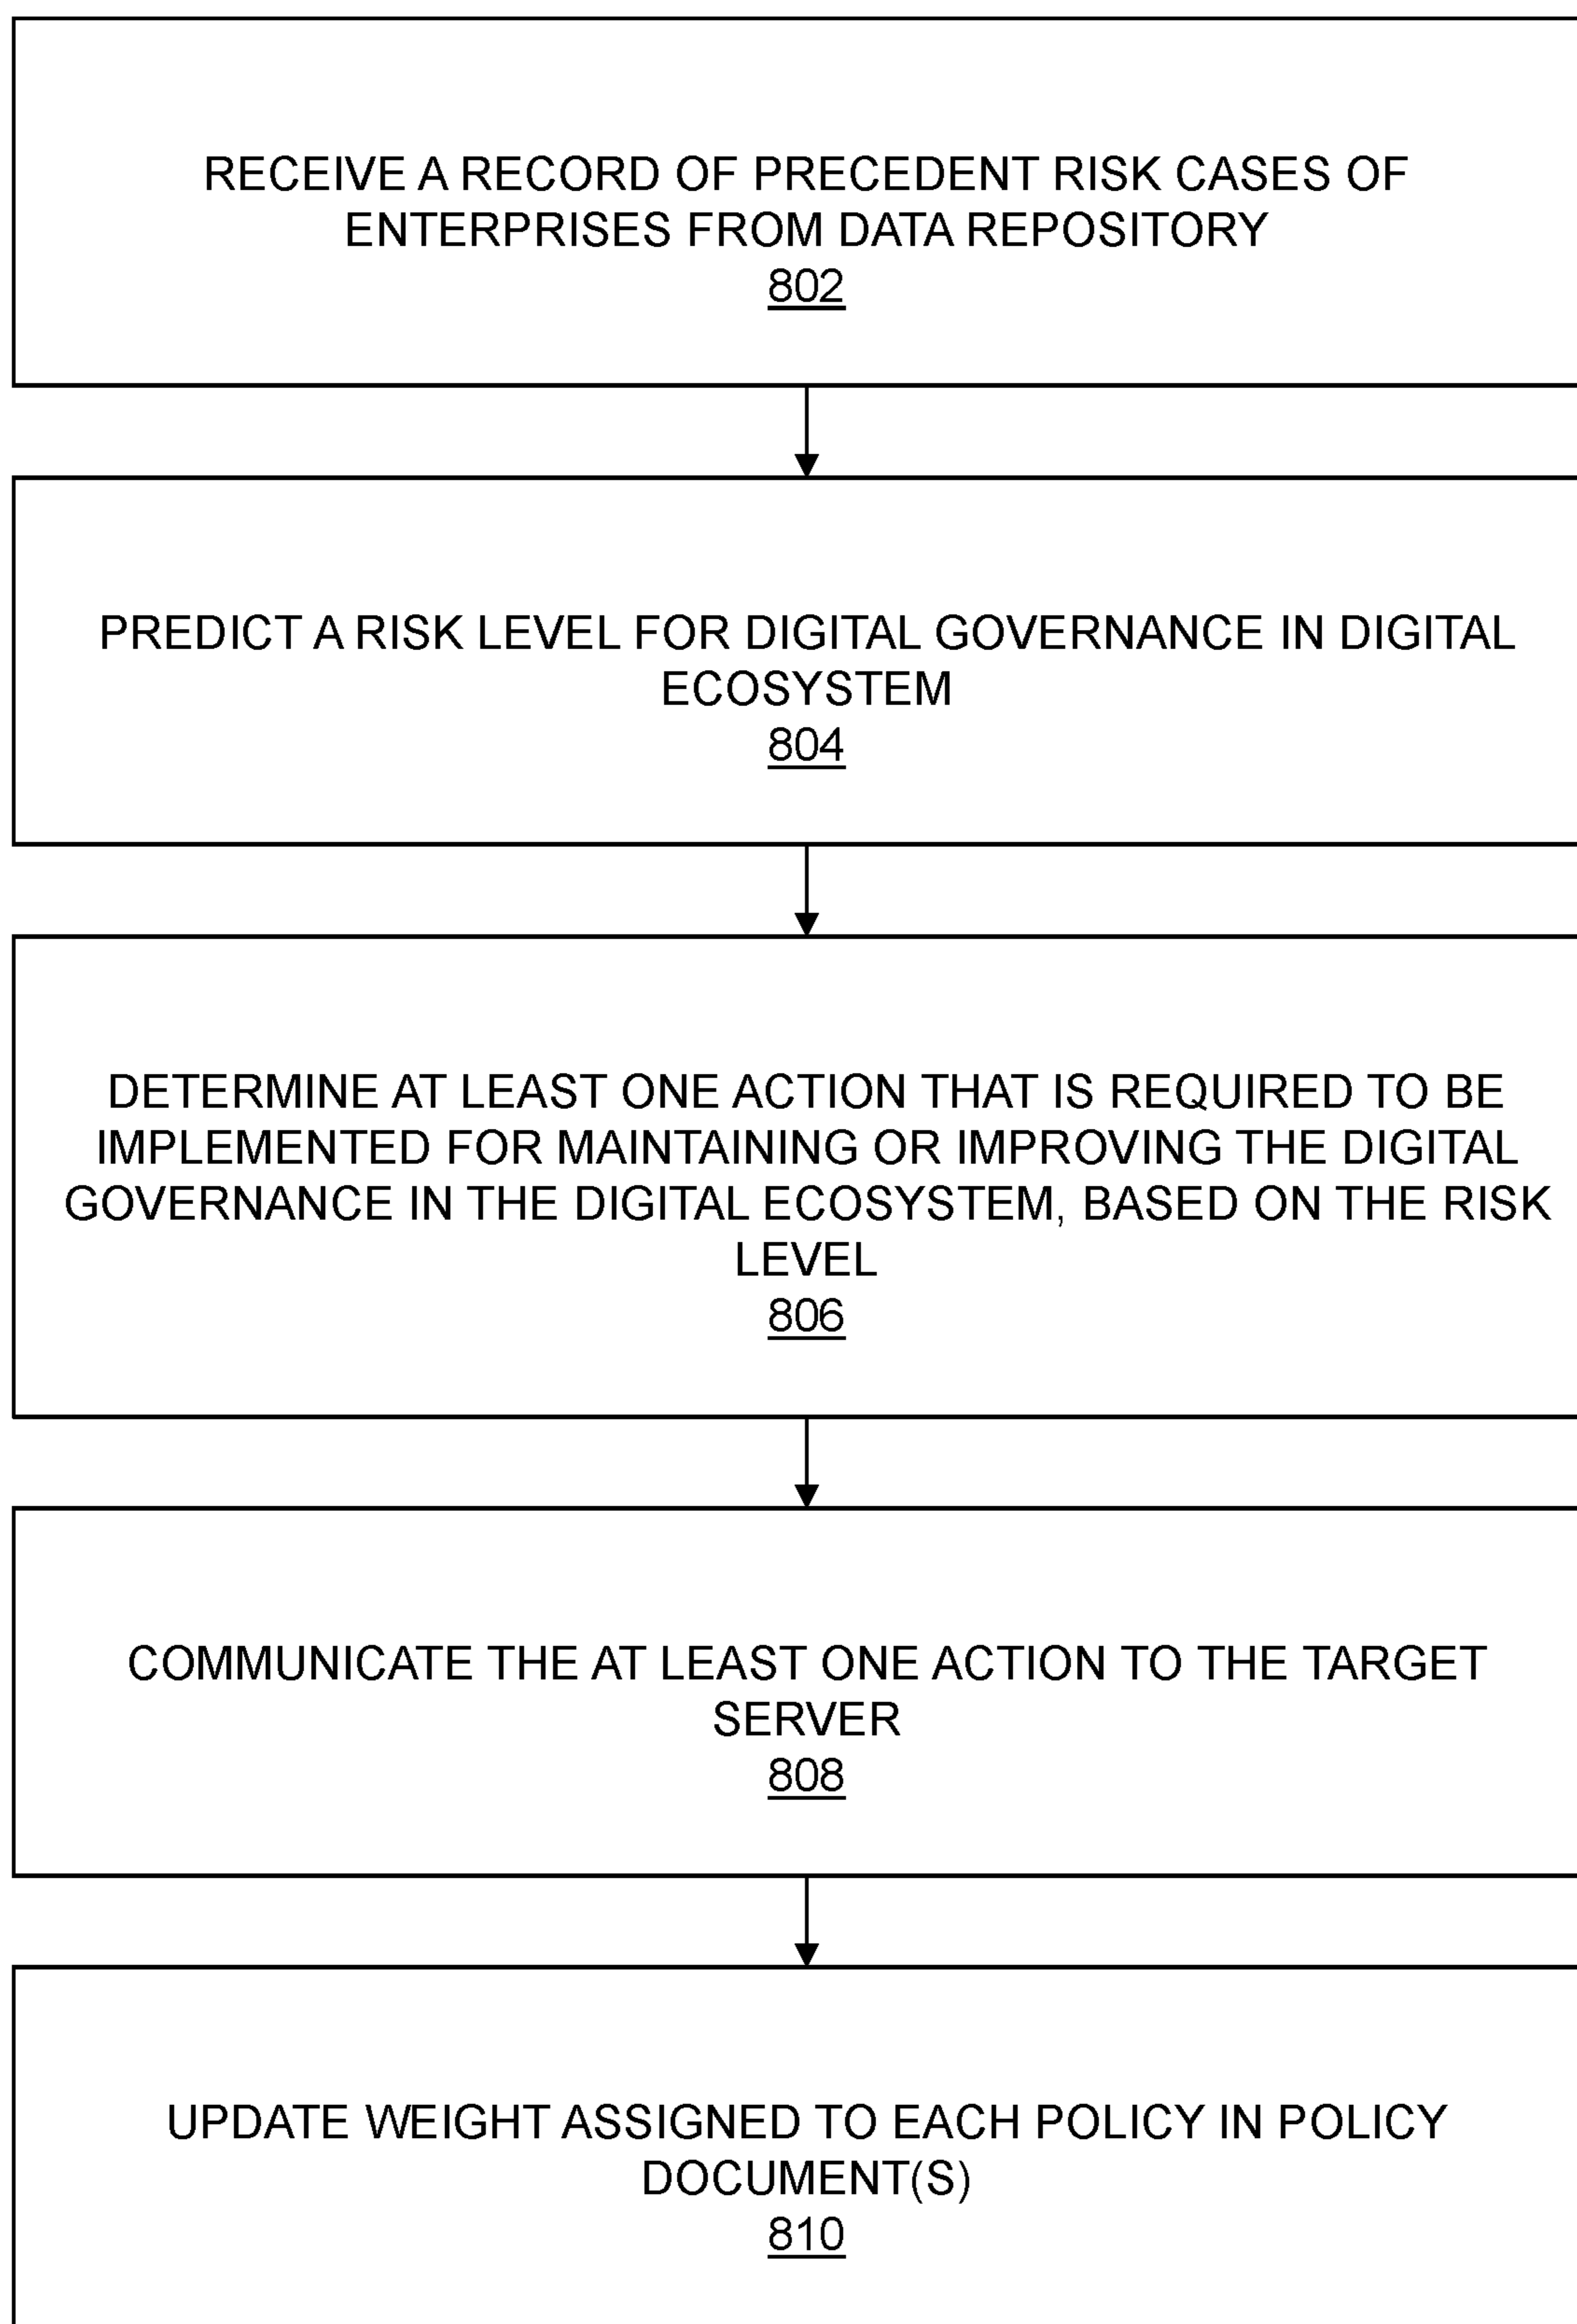 RECEIVE A RECORD OF PRECEDENT RISK CASES OF
ENTERPRISES FROM DATA REPOSITORY
802
PREDICT A RISK LEVEL FOR DIGITAL GOVERNANCE IN DIGITAL
ECOSYSTEM
804
DETERMINE AT LEAST ONE ACTION THAT IS REQUIRED TO BE
IMPLEMENTED FOR MAINTAINING OR IMPROVING THE DIGITAL
GOVERNANCE IN THE DIGITAL ECOSYSTEM, BASED ON THE RISK
LEVEL
806
COMMUNICATE THE AT LEAST ONE ACTION TO THE TARGET
SERVER
808
UPDATE WEIGHT ASSIGNED TO EACH POLICY IN POLICY
DOCUMENT(S)
810